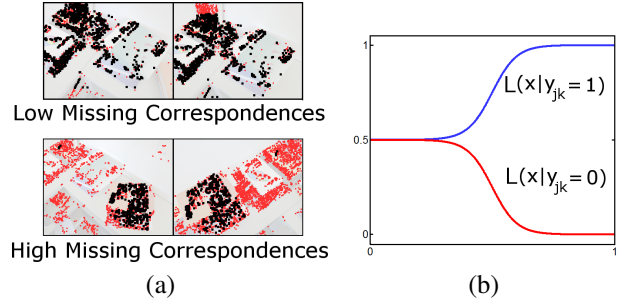 Low Missing Correspondences
High Missing Correspondences
(a)
1
0.5
0
0
1
L(x|y_jk=1)
L(x|y_jk=0)
(b)